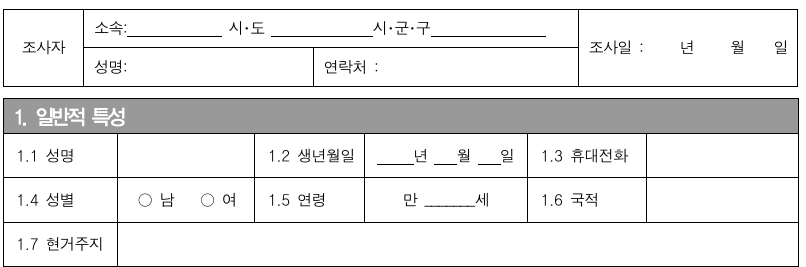 조사자 소속:__________ 시·도 __________시·군·구__________ 조사일 : 년 월 일
성명: 연락처 :
1. 일반적 특성
1.1 성명 1.2 생년월일 ____년 __월 __일 1.3 휴대전화
1.4 성별 ○ 남 ○ 여 1.5 연령 만 ______세 1.6 국적
1.7 현거주지